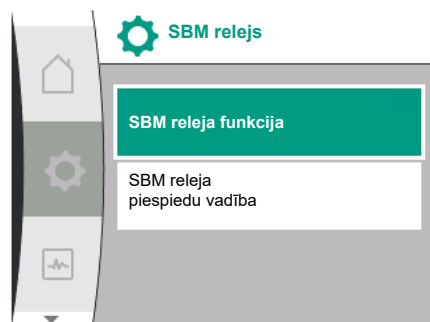 SBM relejs
SBM releja funkcija
SBM releja
piespiedu vadība